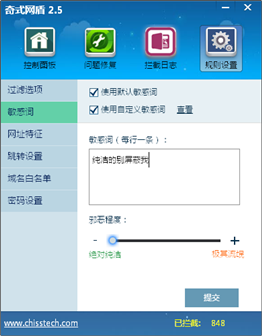 奇式网盾 2.5
控制面板
问题修复
拦截日志
规则设置
过滤选项
敏感词
网址特征
跳转设置
域名白名单
密码设置
使用默认敏感词
使用自定义敏感词 查看
敏感词（每行一条）：
纯洁的别屏蔽我
邪恶程度：
- +
绝对纯洁 极其流氓
提交
www.chisstech.com 已拦截： 848